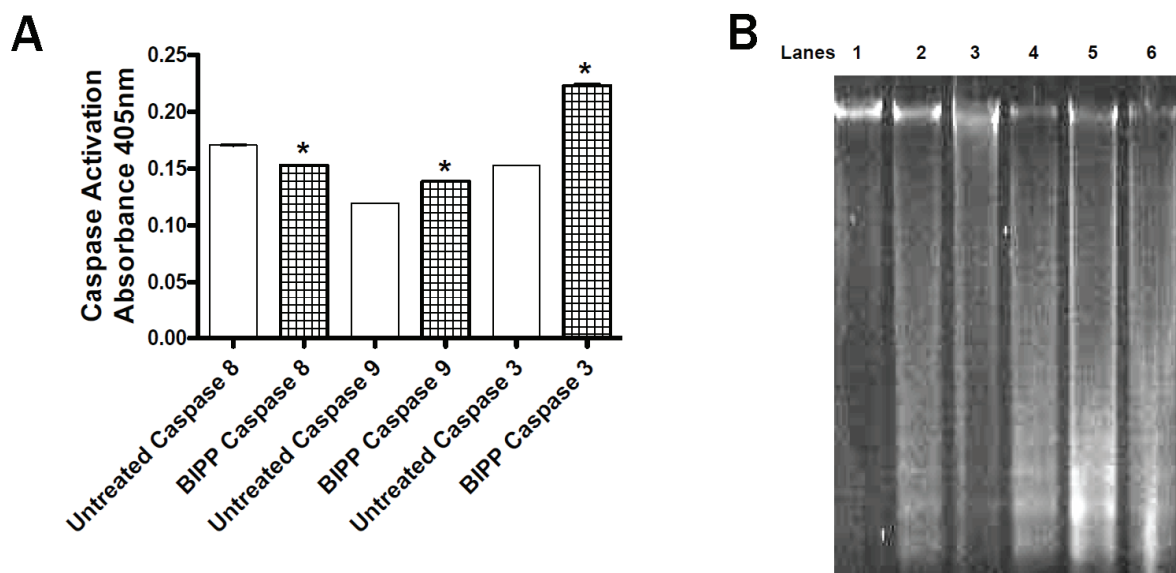 A
Caspase Activation
Absorbance 405nm
0.25
0.20
0.15
0.10
0.05
0.00
*
*
*
Untreated Caspase 8
BIPP Caspase 8
Untreated Caspase 9
BIPP Caspase 9
Untreated Caspase 3
BIPP Caspase 3
B
Lanes 1 2 3 4 5 6